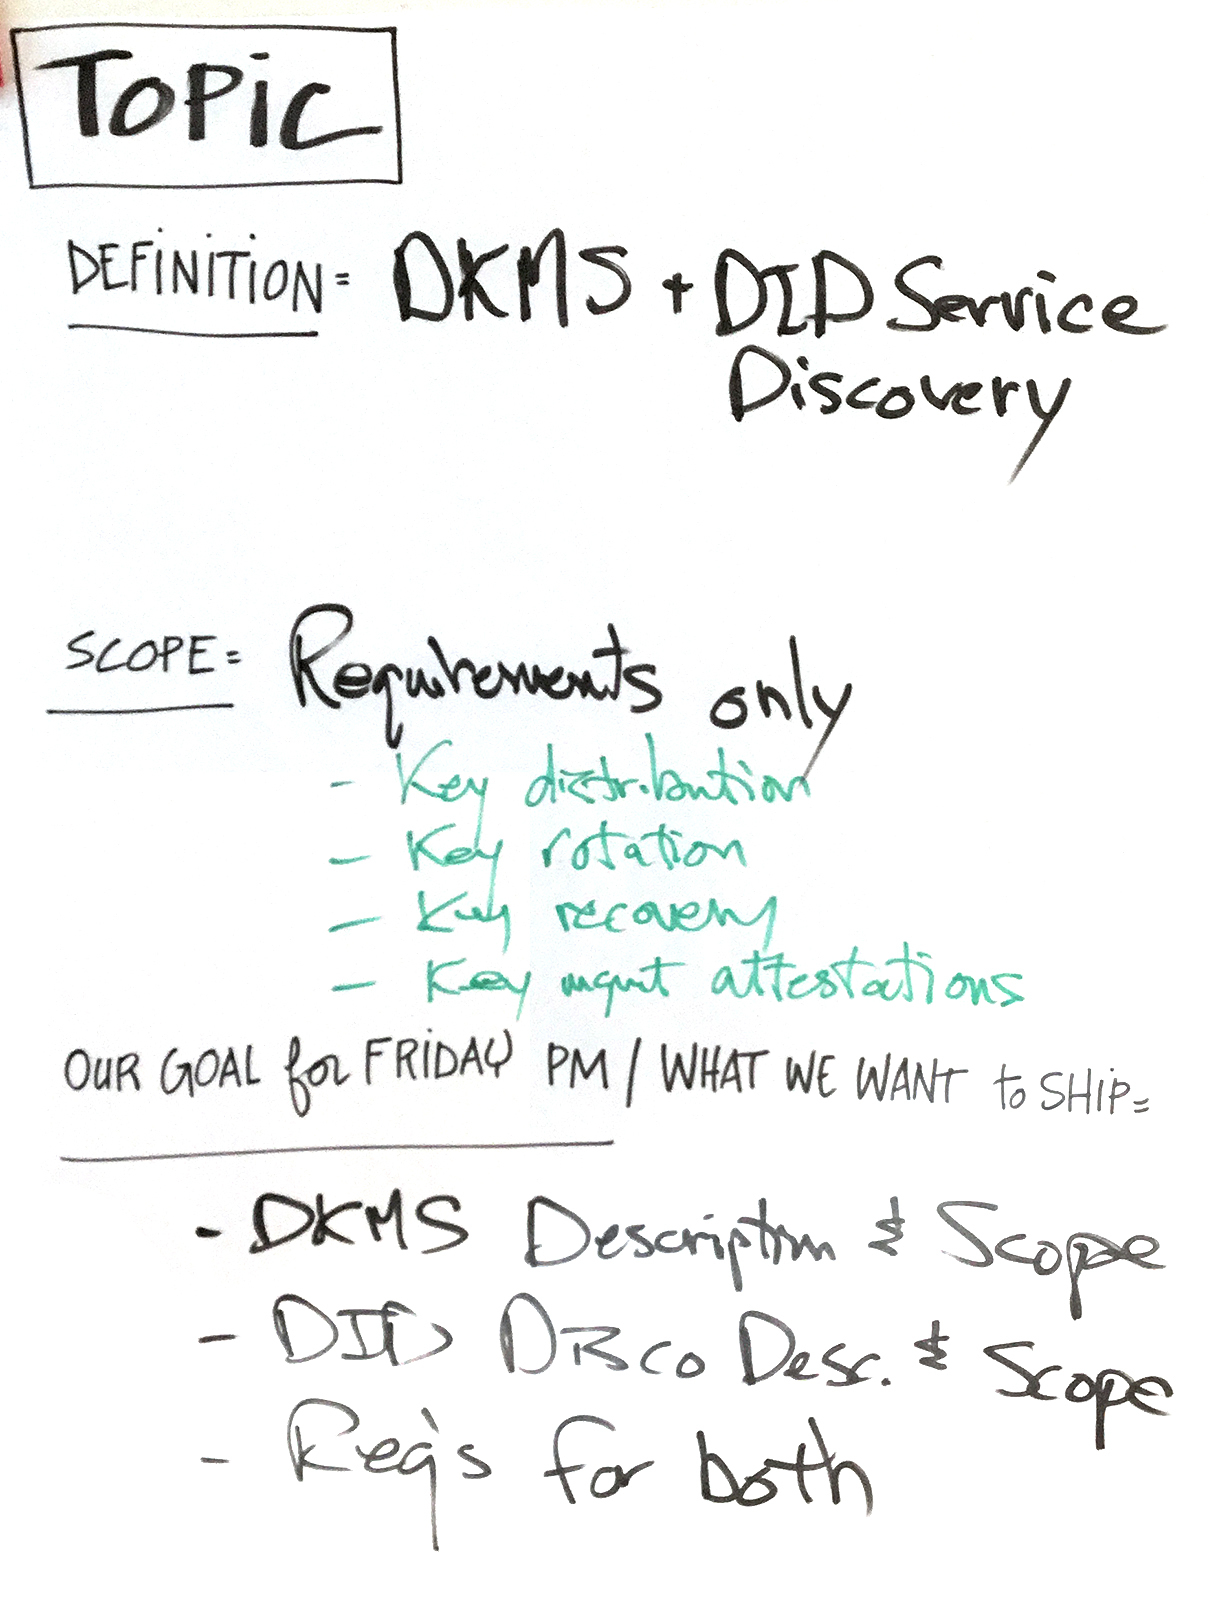 TOPiC
DEFiNiTiON = DKMS + DID Service
Discovery
SCOPE = Requirements only
- Key distribution
- Key rotation
- Key recovery
- Key mgmt attestations
OUR GOAL for FRiDAY PM / WHAT WE WANT to SHiP =
- DKMS Description & Scope
- DID Disco Desc. & Scope
- Req's for both